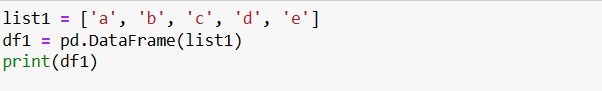 list1 = ['a', 'b', 'c', 'd', 'e']
df1 = pd.DataFrame(list1)
print(df1)